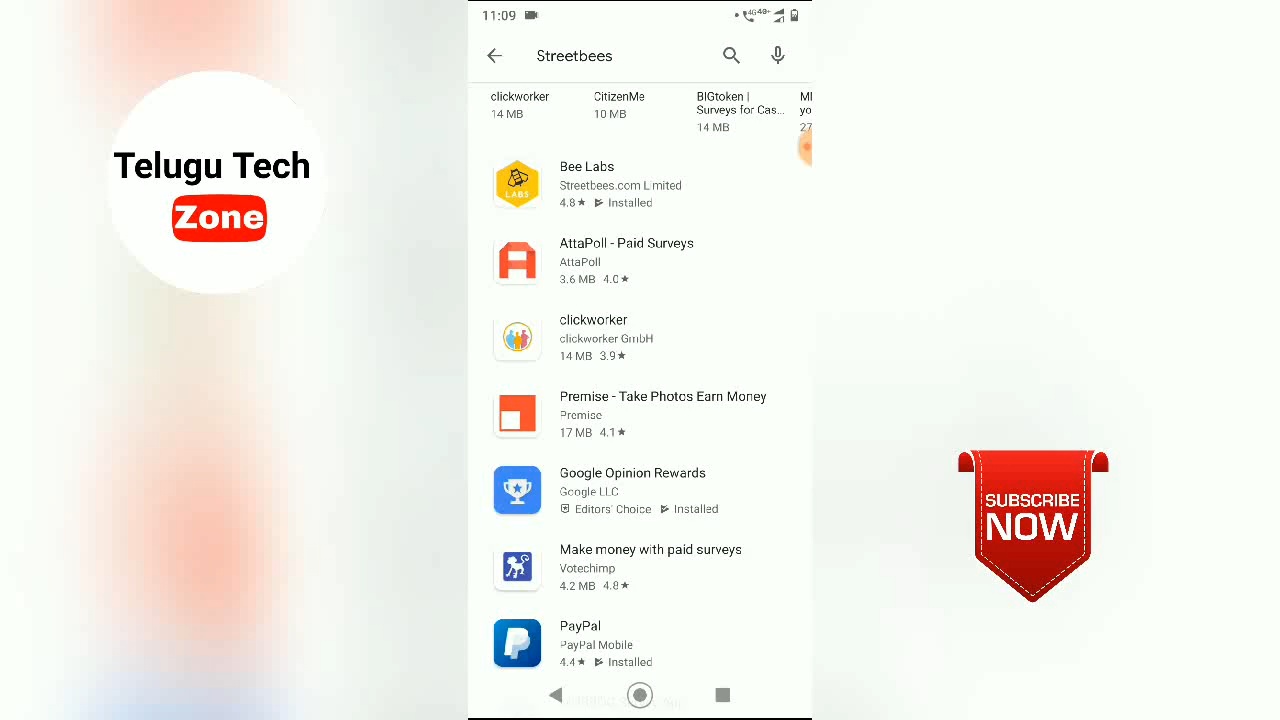 11:09
4G 4G+
Streetbees
clickworker
14 MB
CitizenMe
10 MB
BIGtoken |
Surveys for Cas...
14 MB
Telugu Tech
Zone
LABS
Bee Labs
Streetbees.com Limited
4.8★ Installed
AttaPoll - Paid Surveys
AttaPoll
3.6 MB 4.0★
clickworker
clickworker GmbH
14 MB 3.9★
Premise - Take Photos Earn Money
Premise
17 MB 4.1★
Google Opinion Rewards
Google LLC
Editors' Choice Installed
Make money with paid surveys
Votechimp
4.2 MB 4.8★
PayPal
PayPal Mobile
4.4★ Installed
SUBSCRIBE
NOW